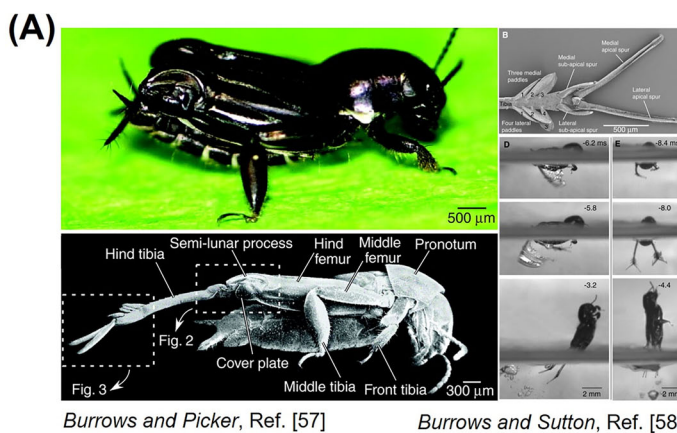 (A)
500 μm
Semi-lunar process
Hind tibia
Hind femur
Middle femur
Pronotum
Fig. 2
Cover plate
Fig. 3
Middle tibia
Front tibia
300 μm
Burrows and Picker, Ref. [57]
B
Medial apical spur
Medial sub-apical spur
Three medial paddles
1 2 3
Lateral apical spur
Four lateral paddles
Lateral sub-apical spur
500 μm
D
-6.2 ms
E
-8.4 ms
-5.8
-8.0
-3.2
-4.4
2 mm
2 mm
Burrows and Sutton, Ref. [58